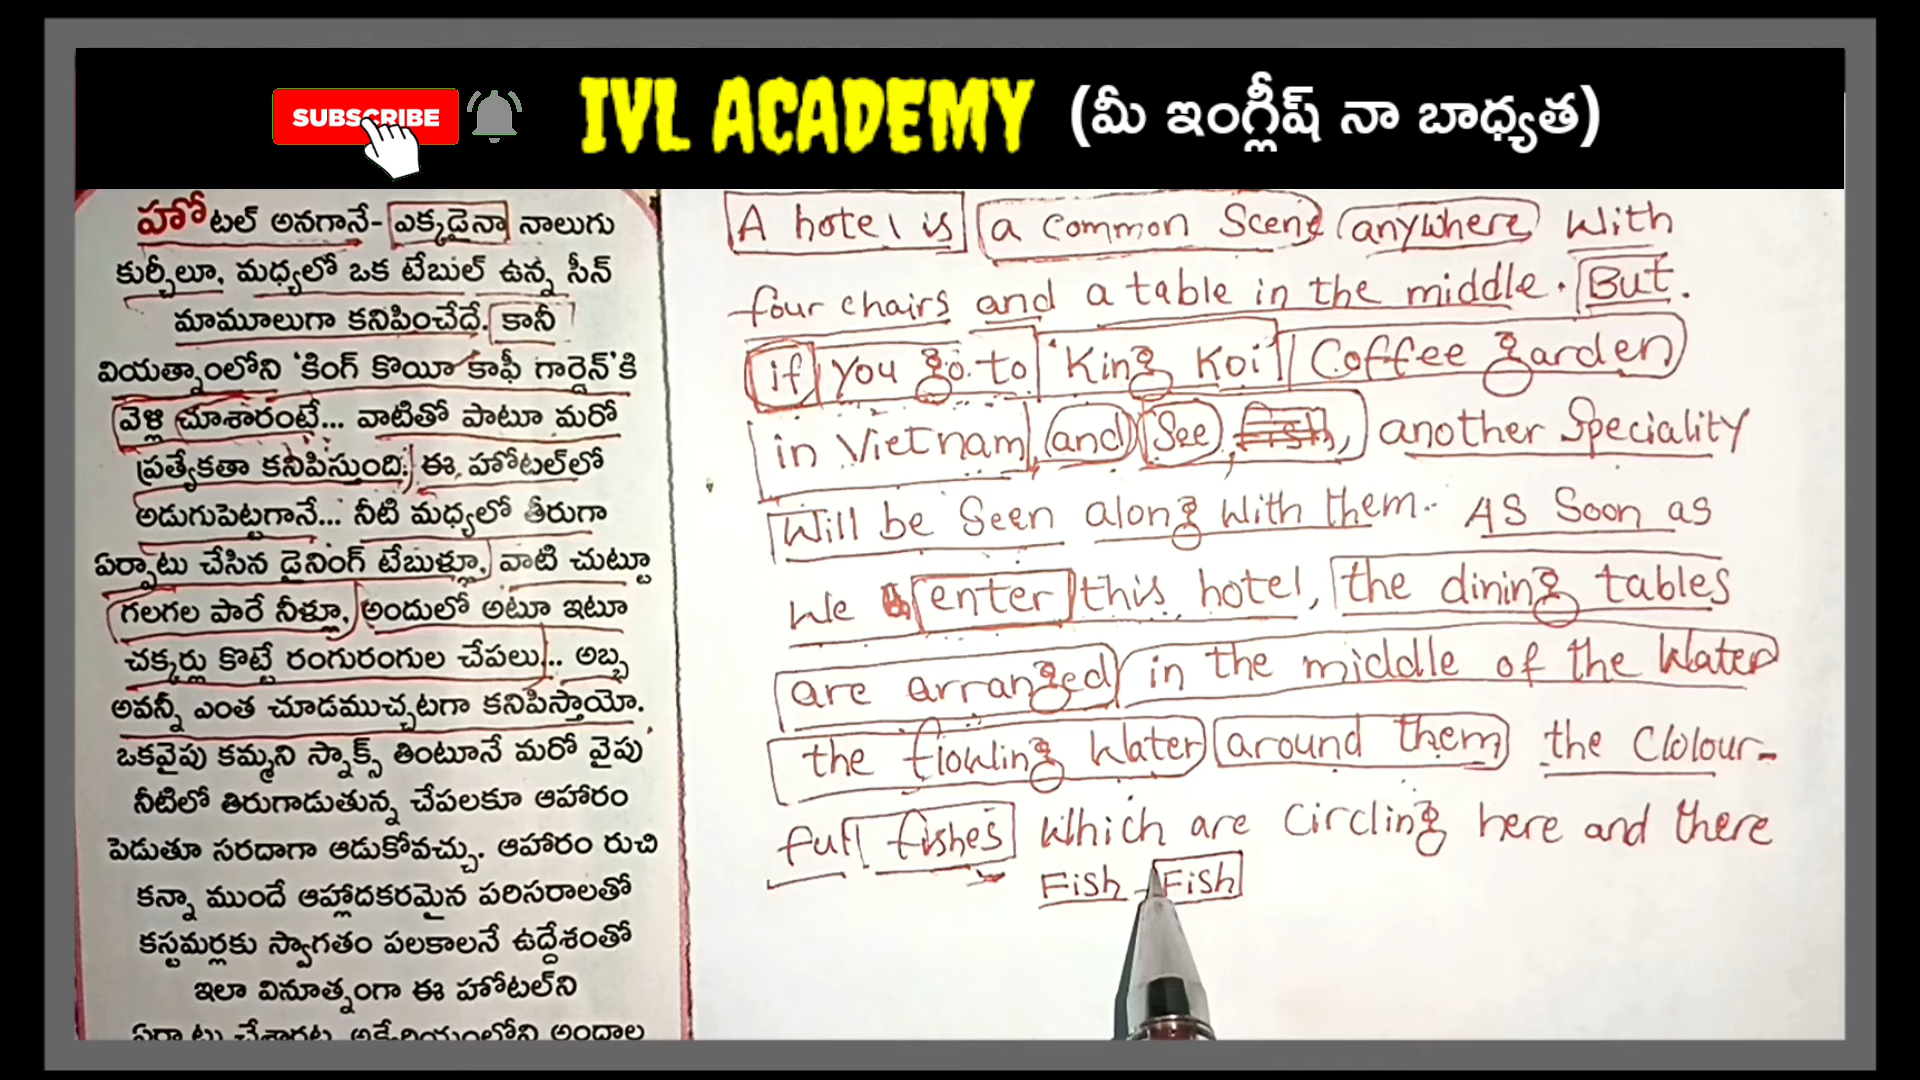 SUBSCRIBE
IVL ACADEMY (మీ ఇంగ్లీష్ నా బాధ్యత)
హోటల్ అనగానే- ఎక్కడైనా నాలుగు
కుర్చీలూ, మధ్యలో ఒక టేబుల్ ఉన్న సీన్
మామూలుగా కనిపించేదే. కానీ
వియత్నాంలోని 'కింగ్ కొయీ కాఫీ గార్డెన్'కి
వెళ్లి చూశారంటే... వాటితో పాటూ మరో
ప్రత్యేకతా కనిపిస్తుంది. ఈ హోటల్‌లో
అడుగుపెట్టగానే... నీటి మధ్యలో తీరుగా
ఏర్పాటు చేసిన డైనింగ్ టేబుళ్లూ, వాటి చుట్టూ
గలగల పారే నీళ్లూ, అందులో అటూ ఇటూ
చక్కర్లు కొట్టే రంగురంగుల చేపలు... అబ్బ
అవన్నీ ఎంత చూడముచ్చటగా కనిపిస్తాయో.
ఒకవైపు కమ్మని స్నాక్స్ తింటూనే మరో వైపు
నీటిలో తిరుగాడుతున్న చేపలకూ ఆహారం
పెడుతూ సరదాగా ఆడుకోవచ్చు. ఆహారం రుచి
కన్నా ముందే ఆహ్లాదకరమైన పరిసరాలతో
కస్టమర్లకు స్వాగతం పలకాలనే ఉద్దేశంతో
ఇలా వినూత్నంగా ఈ హోటల్‌ని
ఏర్పాటు చేశారట. అక్వేరియంలోని అందాల
A hotel is a common Scene anywhere With
four chairs and a table in the middle. But.
if you go to 'King Koi' Coffee garden
in Vietnam, and See, another Speciality
Will be Seen along with them. AS Soon as
We enter this hotel, the dining tables
are arranged in the middle of the Water
the flowing Water around them the Clolour-
full fishes Which are Circling here and there
Fish - Fish